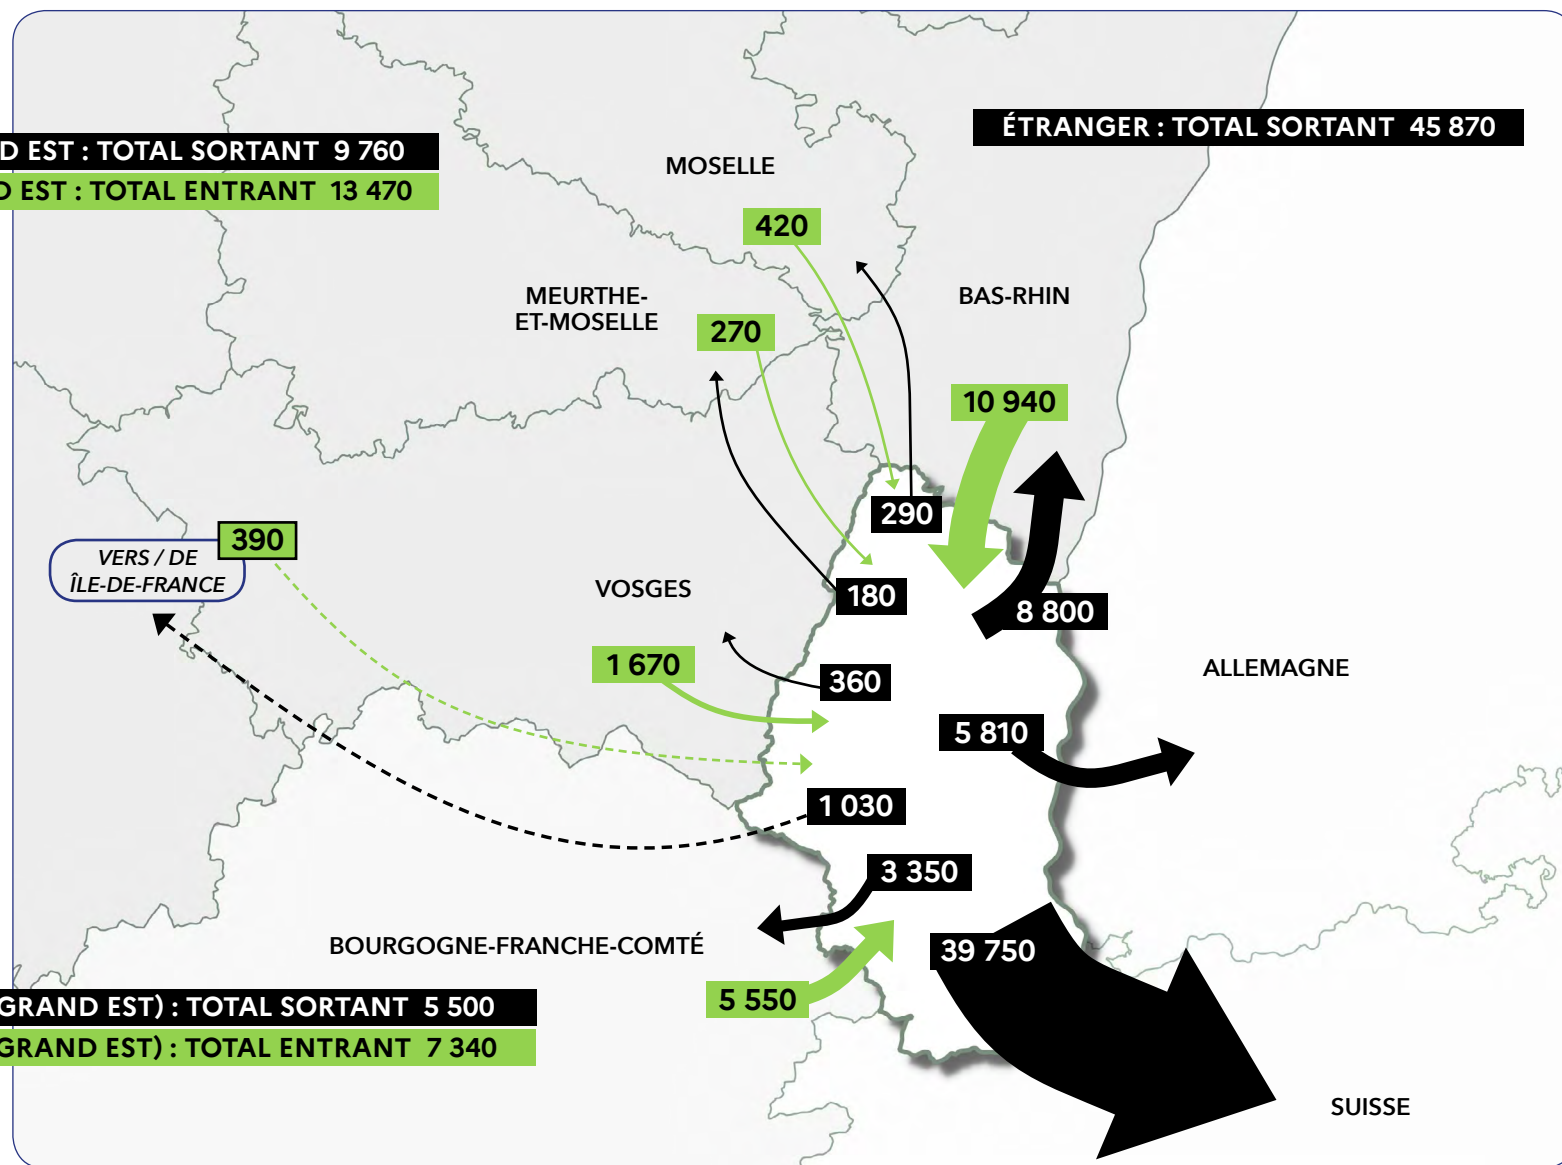 ÉTRANGER : TOTAL SORTANT 45 870
D EST : TOTAL SORTANT 9 760
D EST : TOTAL ENTRANT 13 470
MOSELLE
420
MEURTHE-
ET-MOSELLE
270
BAS-RHIN
10 940
290
390
VERS / DE
ÎLE-DE-FRANCE
VOSGES
180
8 800
1 670
360
ALLEMAGNE
5 810
1 030
3 350
BOURGOGNE-FRANCHE-COMTÉ
39 750
5 550
GRAND EST) : TOTAL SORTANT 5 500
GRAND EST) : TOTAL ENTRANT 7 340
SUISSE